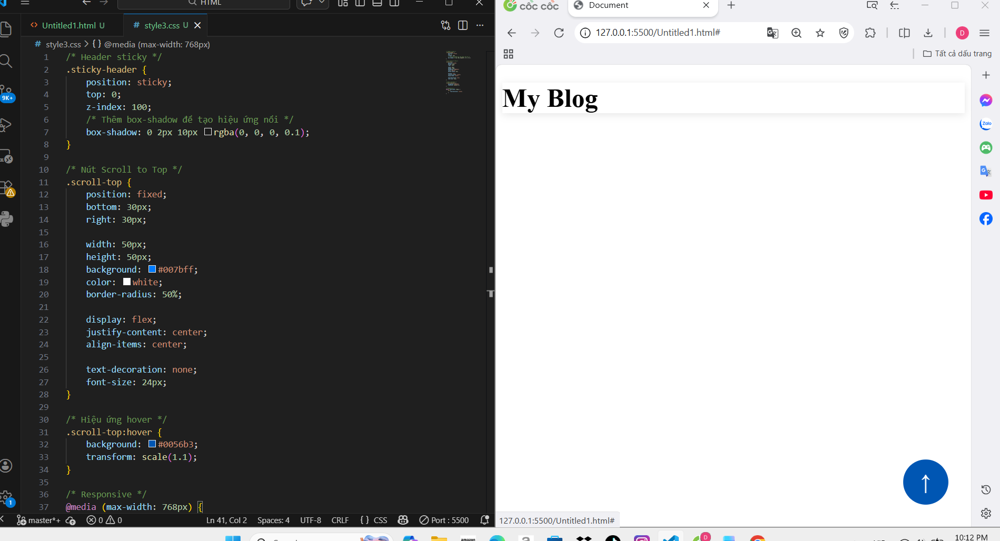 HTML
Untitled1.html U
# style3.css U
# style3.css > {} @media (max-width: 768px)
1 /* Header sticky */
2 .sticky-header {
3 position: sticky;
4 top: 0;
5 z-index: 100;
6 /* Thêm box-shadow để tạo hiệu ứng nổi */
7 box-shadow: 0 2px 10px rgba(0, 0, 0, 0.1);
8 }
9
10 /* Nút Scroll to Top */
11 .scroll-top {
12 position: fixed;
13 bottom: 30px;
14 right: 30px;
15
16 width: 50px;
17 height: 50px;
18 background: #007bff;
19 color: white;
20 border-radius: 50%;
21
22 display: flex;
23 justify-content: center;
24 align-items: center;
25
26 text-decoration: none;
27 font-size: 24px;
28 }
29
30 /* Hiệu ứng hover */
31 .scroll-top:hover {
32 background: #0056b3;
33 transform: scale(1.1);
34 }
35
36 /* Responsive */
37 @media (max-width: 768px) {
9K+
1
master*+ 0 0 Ln 41, Col 2 Spaces: 4 UTF-8 CRLF {} CSS Port : 5500
cốc cốc
Document
127.0.0.1:5500/Untitled1.html#
D
Tất cả dấu trang
My Blog
Zalo
↑
127.0.0.1:5500/Untitled1.html#
amazon
D
10:12 PM